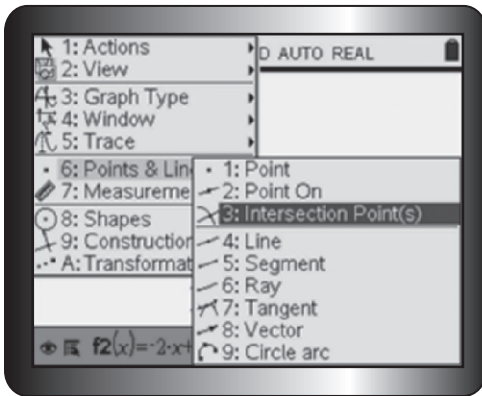 1: Actions
2: View
3: Graph Type
4: Window
5: Trace
6: Points & Lin
7: Measureme
8: Shapes
9: Construction
A: Transformat
D AUTO REAL
1: Point
2: Point On
3: Intersection Point(s)
4: Line
5: Segment
6: Ray
7: Tangent
8: Vector
9: Circle arc
f2(x)=-2·x+